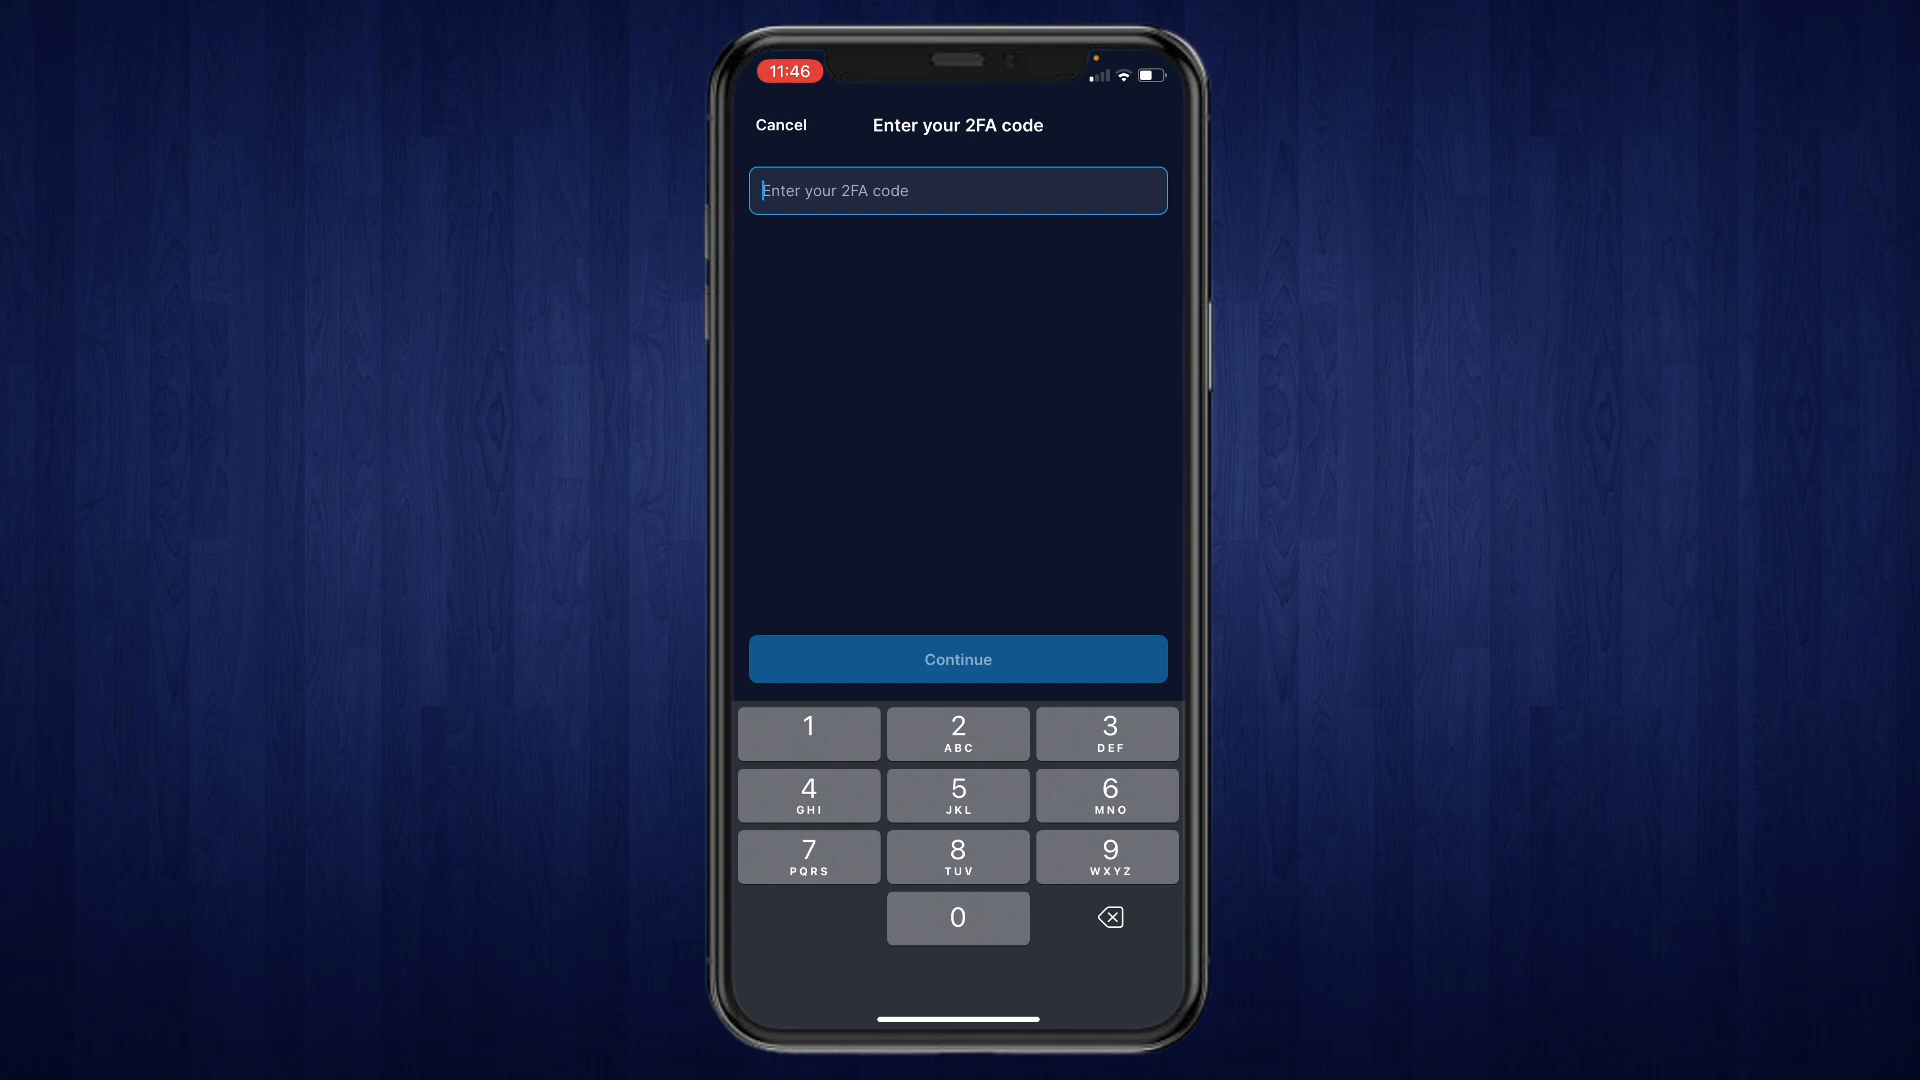 11:46
Cancel
Enter your 2FA code
Enter your 2FA code
Continue
1
2
ABC
3
DEF
4
GHI
5
JKL
6
MNO
7
PQRS
8
TUV
9
WXYZ
0